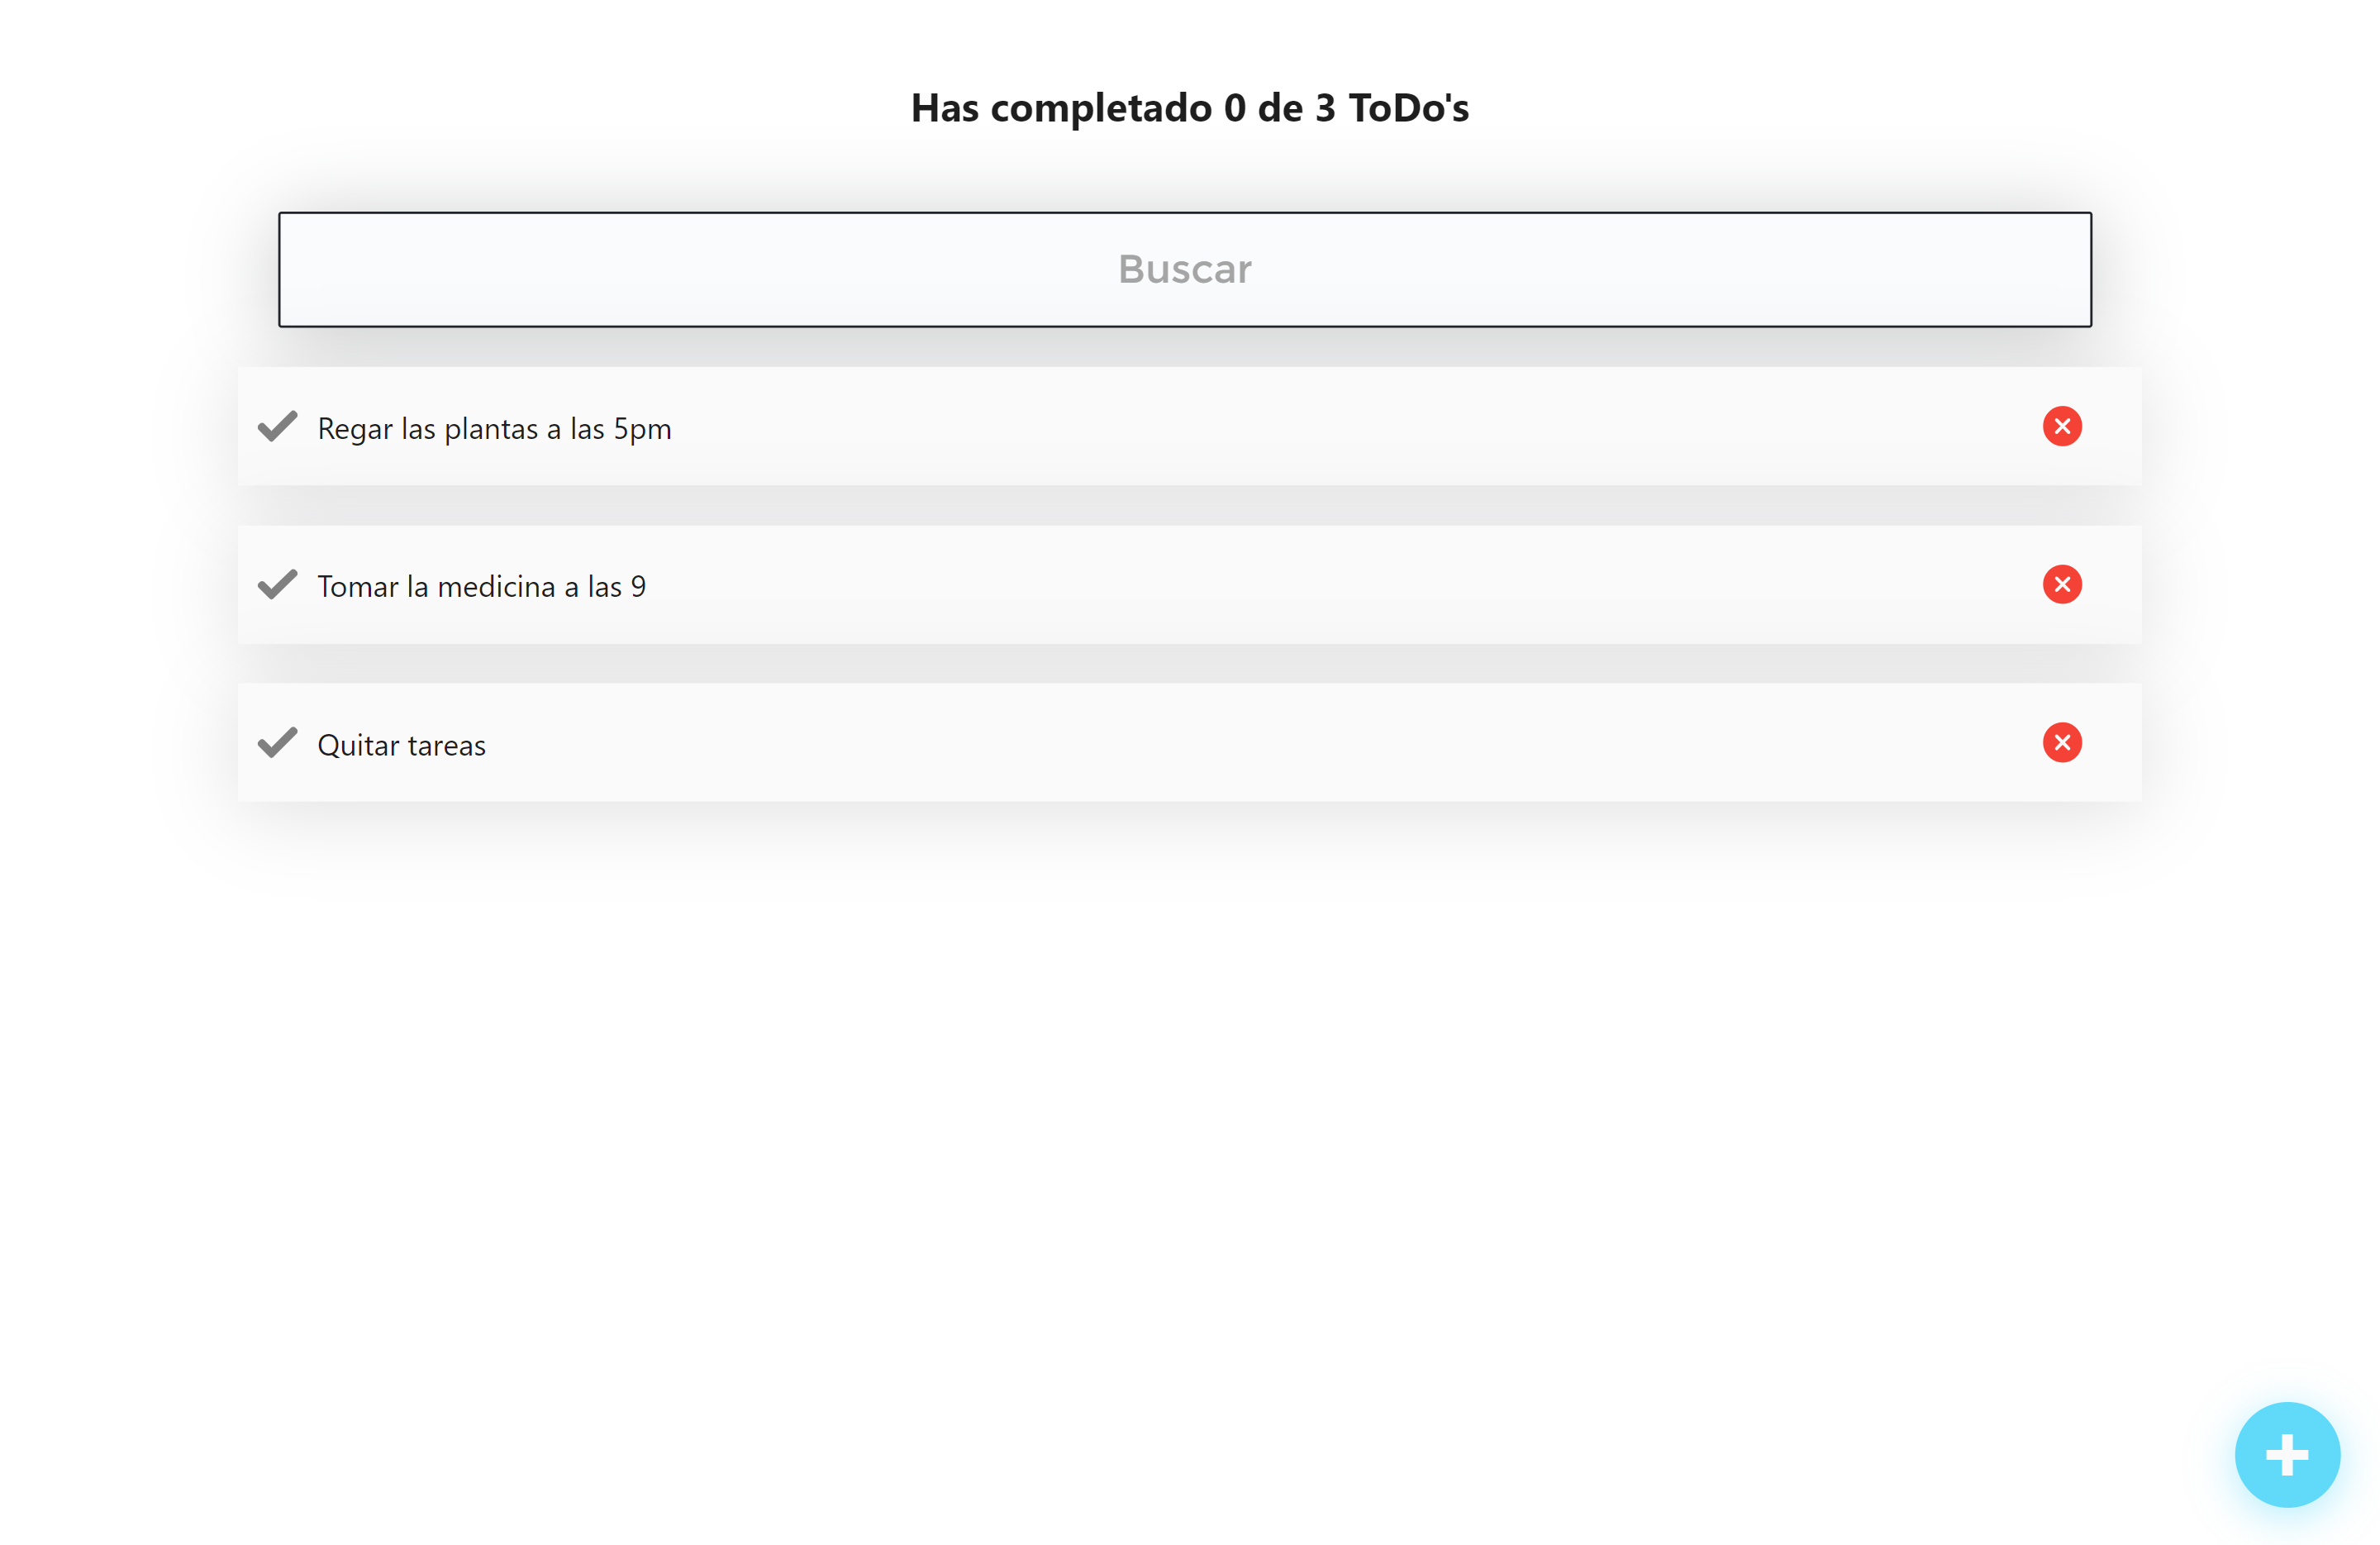 Has completado 0 de 3 ToDo's
Buscar
Regar las plantas a las 5pm
Tomar la medicina a las 9
Quitar tareas